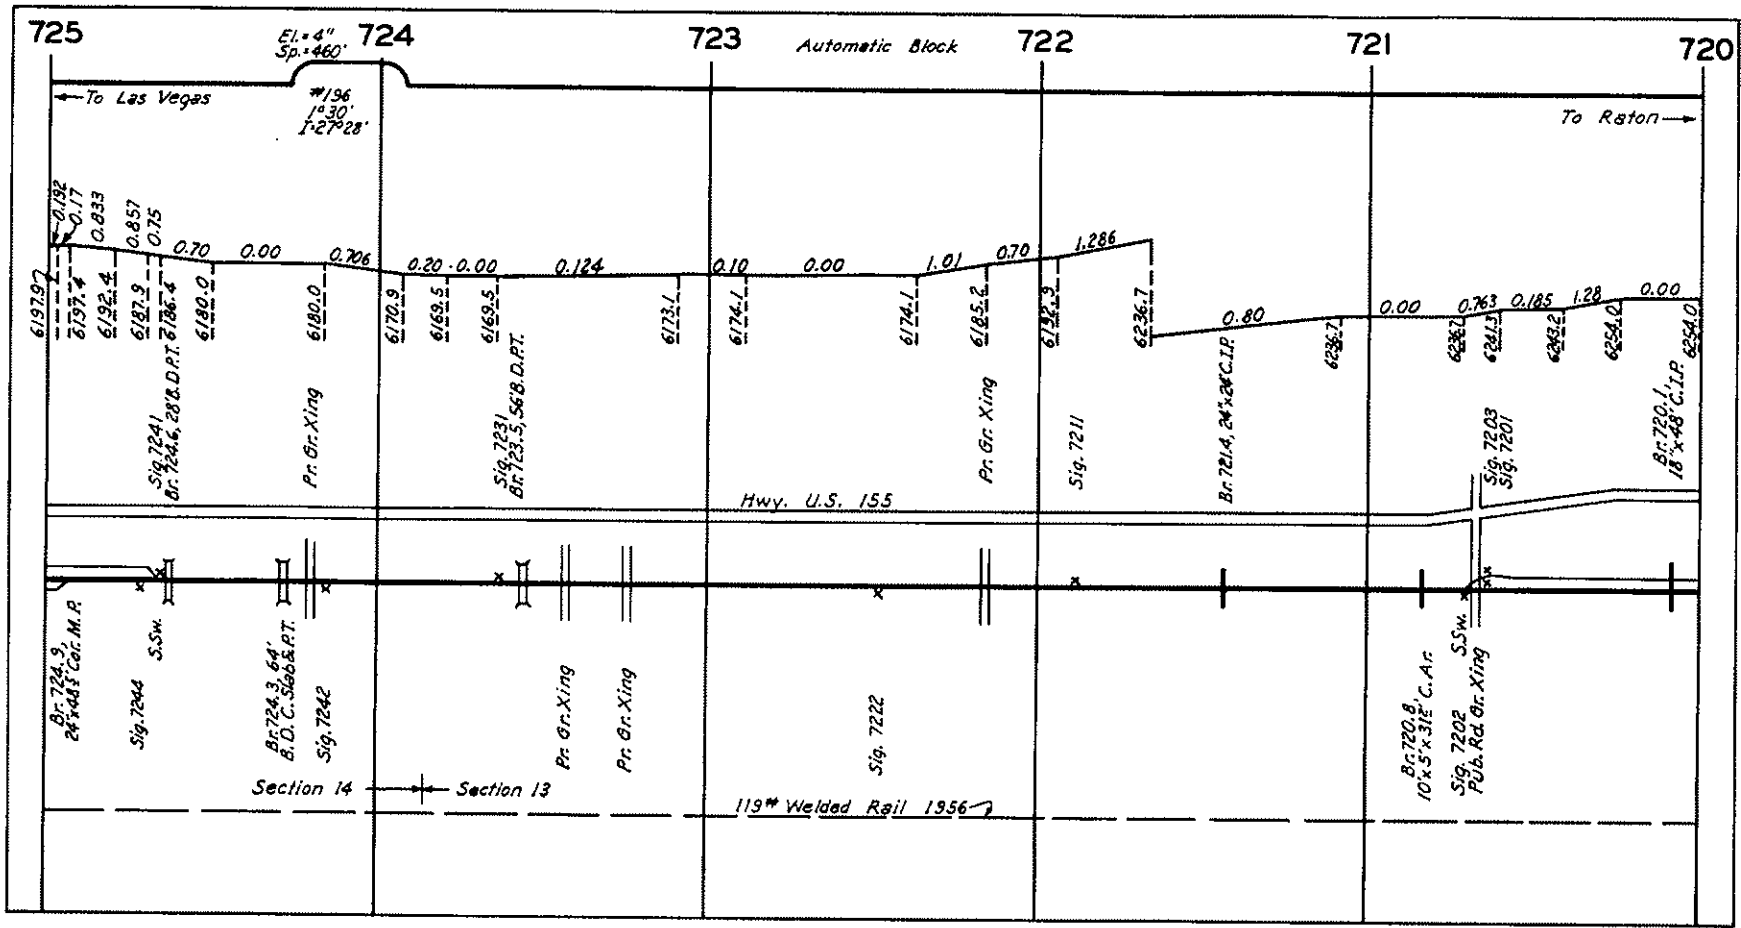 725
El.=4"
Sp.=460'
724
723
Automatic Block
722
721
720
←To Las Vegas
#196
1°30'
I=27°28'
To Raton→
0.192
0.17
0.833
0.857
0.75
0.70
0.00
0.706
0.20
0.00
0.124
0.10
0.00
1.01
0.70
1.286
0.80
0.00
0.763
0.185
1.28
0.00
6197.9
6197.4
6192.4
6187.9
6186.4
6180.0
6180.0
6170.9
6169.5
6169.5
6173.1
6174.1
6174.1
6185.2
6192.9
6236.7
6236.7
6236.7
6241.3
6243.2
6254.0
6254.0
Sig. 7241
Br. 724.6, 28' B.D.P.T.
Pr. Gr. Xing
Sig. 7231
Br. 723.5, 56' B.D.P.T.
Pr. Gr. Xing
Sig. 7211
Br. 721.4, 24"x24' C.I.P.
Sig. 7203
Sig. 7201
Br. 720.1,
18"x48' C.I.P.
Hwy. U.S. 155
Br. 724.9,
Cor. M.P.
Sig. 7244
S.Sw.
Br. 724.3, 64'
B.D.C. Slab & P.T.
Sig. 7242
Pr. Gr. Xing
Pr. Gr. Xing
Sig. 7222
Br. 720.8
C. Ar.
S.Sw.
Sig. 7202
Pub. Rd. Gr. Xing
Section 14
Section 13
119# Welded Rail 1956